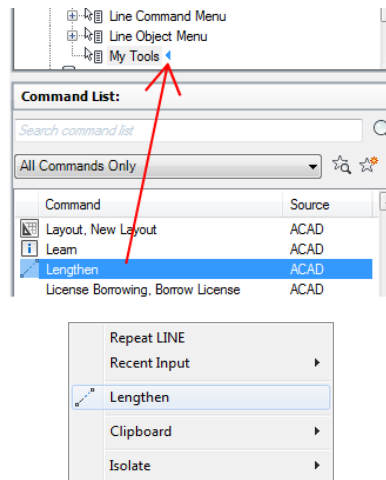 Line Command Menu
Line Object Menu
My Tools
Command List:
Search command list
All Commands Only
Command Source
Layout, New Layout ACAD
Learn ACAD
Lengthen ACAD
License Borrowing, Borrow License ACAD
Repeat LINE
Recent Input
Lengthen
Clipboard
Isolate